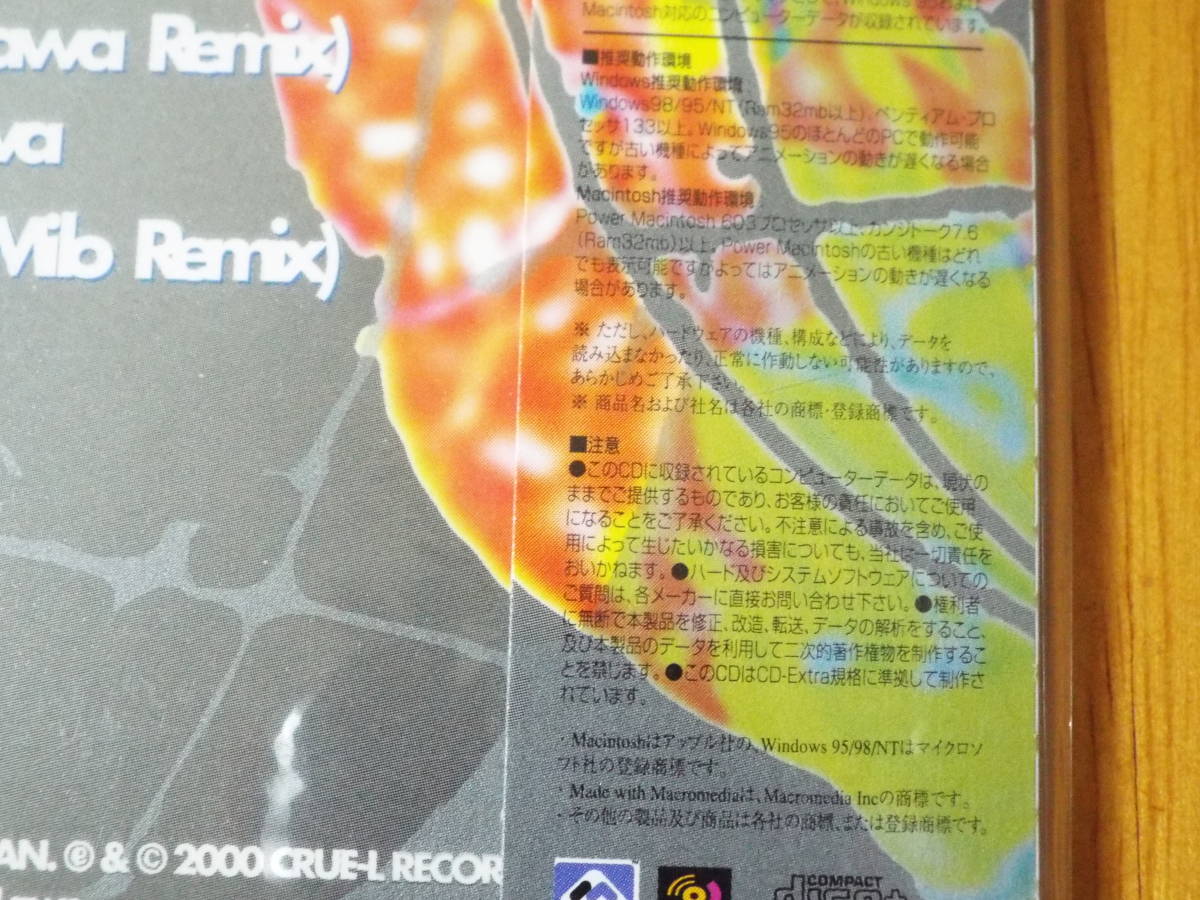 awa Remix)
wa
Milo Remix)
AN. ℗ & © 2000 CRUE-L RECOR
Macintosh対応のコンピューターデータが収録されています。
■推奨動作環境
Windows推奨動作環境
Windows98/95/NT(Ram32mb以上)、ペンティアム・プロ
セッサ133以上。Windows95のほとんどのPCで動作可能
ですが古い機種によってアニメーションの動きが遅くなる場合
があります。
Macintosh推奨動作環境
Power Macintosh 603プロセッサ以上、カンジトーク7.6
(Ram32mb)以上。Power Macintoshの古い機種はどれ
でも表示可能ですがよってはアニメーションの動きが遅くなる
場合があります。
※ ただし、ハードウェアの機種、構成などにより、データを
読み込まなかったり、正常に作動しない可能性がありますので、
あらかじめご了承下さい。
※ 商品名および社名は各社の商標・登録商標です。
■注意
●このCDに収録されているコンピューターデータは、現状の
ままでご提供するものであり、お客様の責任においてご使用
になることをご了承ください。不注意による事故を含め、ご使
用によって生じたいかなる損害についても、当社は一切責任を
おいかねます。●ハード及びシステムソフトウェアについての
ご質問は、各メーカーに直接お問い合わせ下さい。●権利者
に無断で本製品を修正、改造、転送、データの解析をすること、
及び本製品のデータを利用して二次的著作権物を制作するこ
とを禁じます。●このCDはCD-Extra規格に準拠して制作さ
れています。
・Macintoshはアップル社の、Windows 95/98/NTはマイクロソ
フト社の登録商標です。
・Made with Macromediaは、Macromedia Incの商標です。
・その他の製品及び商品は各社の商標、または登録商標です。
COMPACT